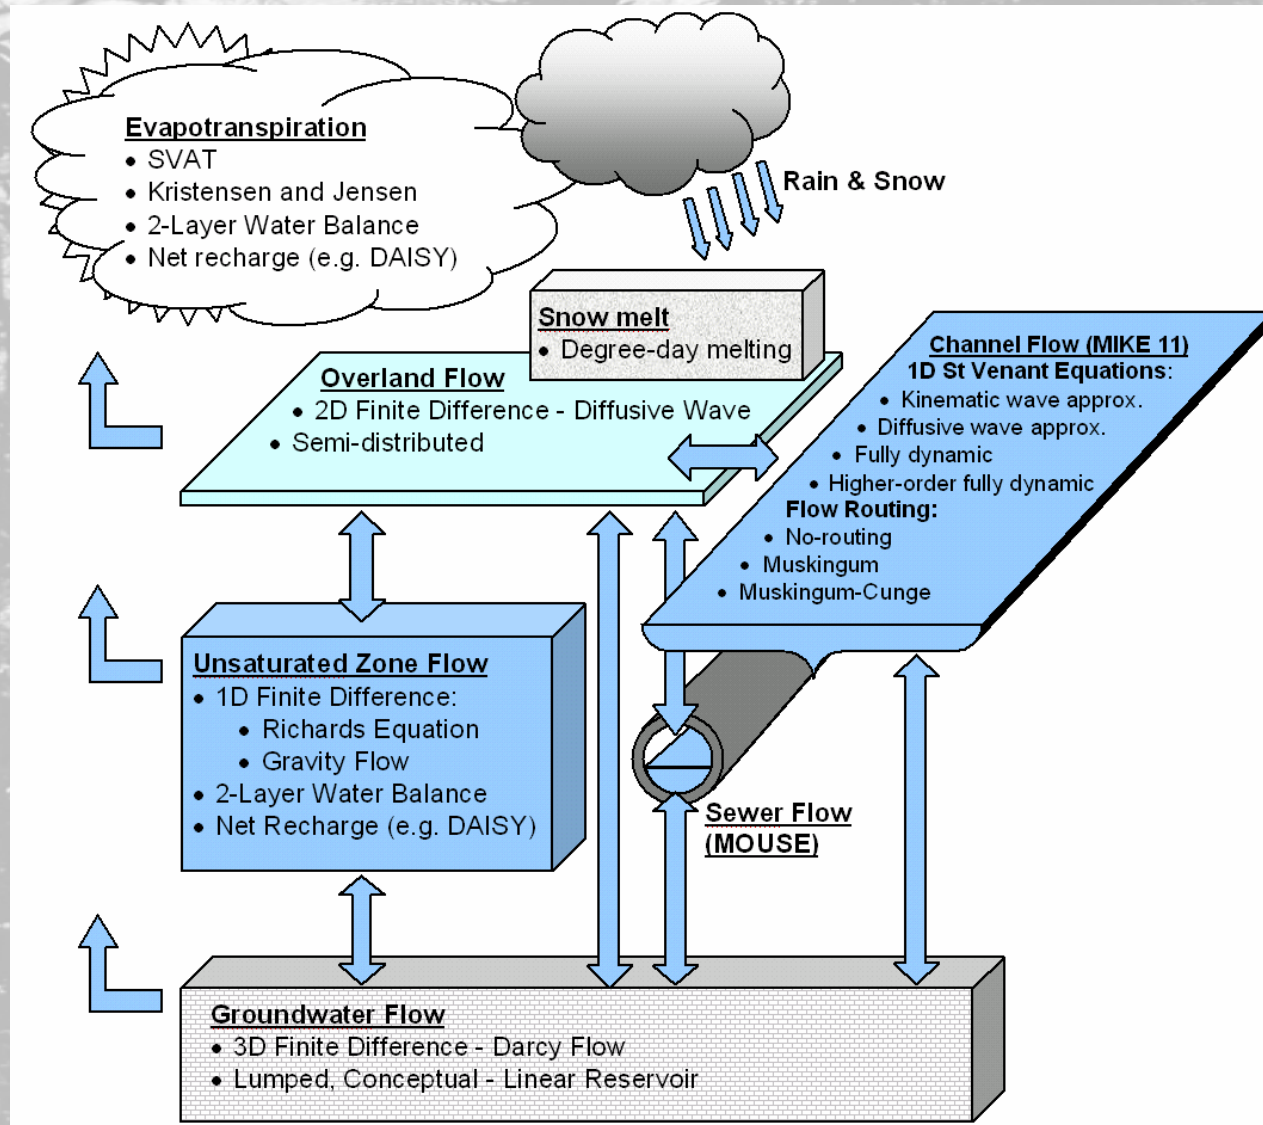 Evapotranspiration
• SVAT
• Kristensen and Jensen
• 2-Layer Water Balance
• Net recharge (e.g. DAISY)
Rain & Snow
Snow melt
• Degree-day melting
Overland Flow
• 2D Finite Difference - Diffusive Wave
• Semi-distributed
Channel Flow (MIKE 11)
1D St Venant Equations:
• Kinematic wave approx.
• Diffusive wave approx.
• Fully dynamic
• Higher-order fully dynamic
Flow Routing:
• No-routing
• Muskingum
• Muskingum-Cunge
Unsaturated Zone Flow
• 1D Finite Difference:
• Richards Equation
• Gravity Flow
• 2-Layer Water Balance
• Net Recharge (e.g. DAISY)
Sewer Flow
(MOUSE)
Groundwater Flow
• 3D Finite Difference - Darcy Flow
• Lumped, Conceptual - Linear Reservoir